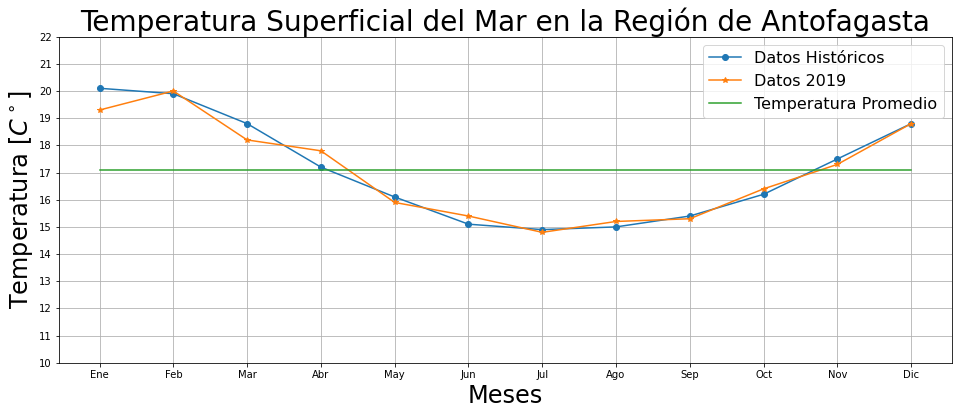 Temperatura Superficial del Mar en la Región de Antofagasta
Datos Históricos
Datos 2019
Temperatura Promedio
Temperatura [C°]
22
21
20
19
18
17
16
15
14
13
12
11
10
Ene Feb Mar Abr May Jun Jul Ago Sep Oct Nov Dic
Meses